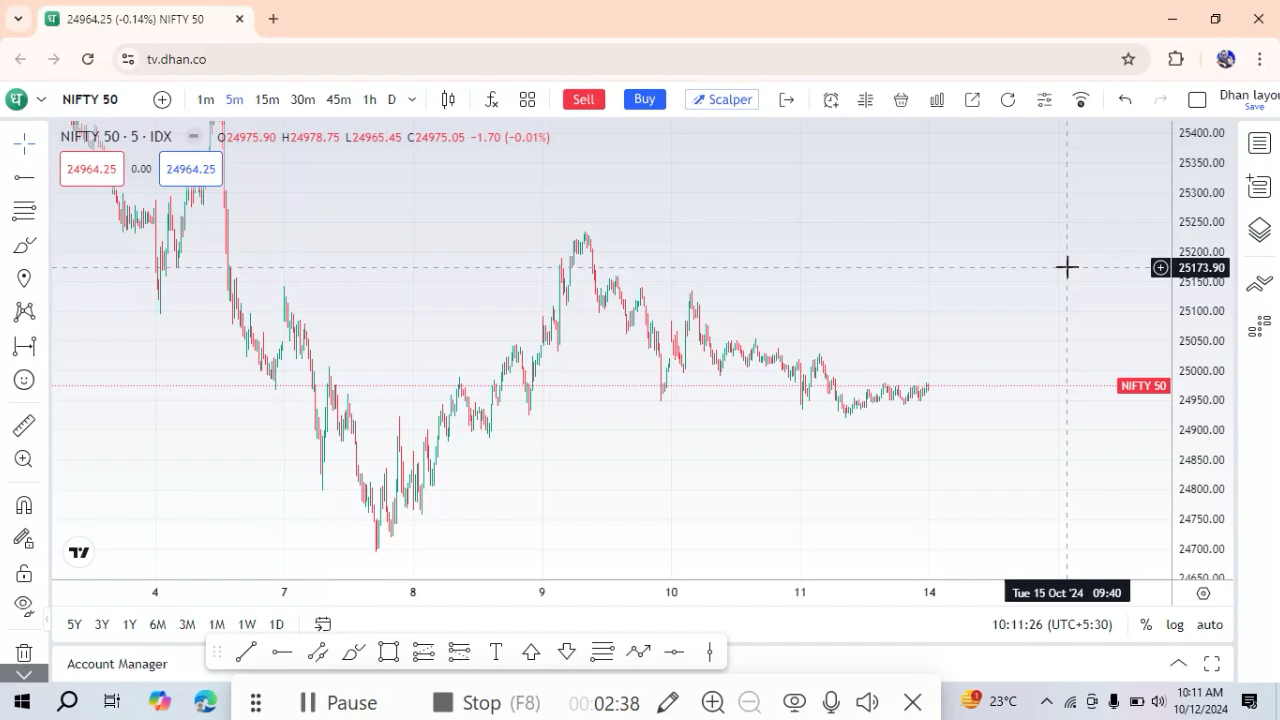 24964.25 (-0.14%) NIFTY 50
tv.dhan.co
NIFTY 50 1m 5m 15m 30m 45m 1h D Sell Buy Scalper Dhan layou
Save
NIFTY 50 · 5 · IDX O24975.90 H24978.75 L24965.45 C24975.05 −1.70 (−0.01%)
24964.25 0.00 24964.25
25400.00
25350.00
25300.00
25250.00
25200.00
25173.90
25150.00
25100.00
25050.00
25000.00
NIFTY 50
24950.00
24900.00
24850.00
24800.00
24750.00
24700.00
24650.00
4 7 8 9 10 11 14 Tue 15 Oct '24 09:40
5Y 3Y 1Y 6M 3M 1M 1W 1D 10:11:26 (UTC+5:30) % log auto
T
Account Manager
Pause Stop (F8) 00:02:38 1 23°C 10:11 AM
10/12/2024